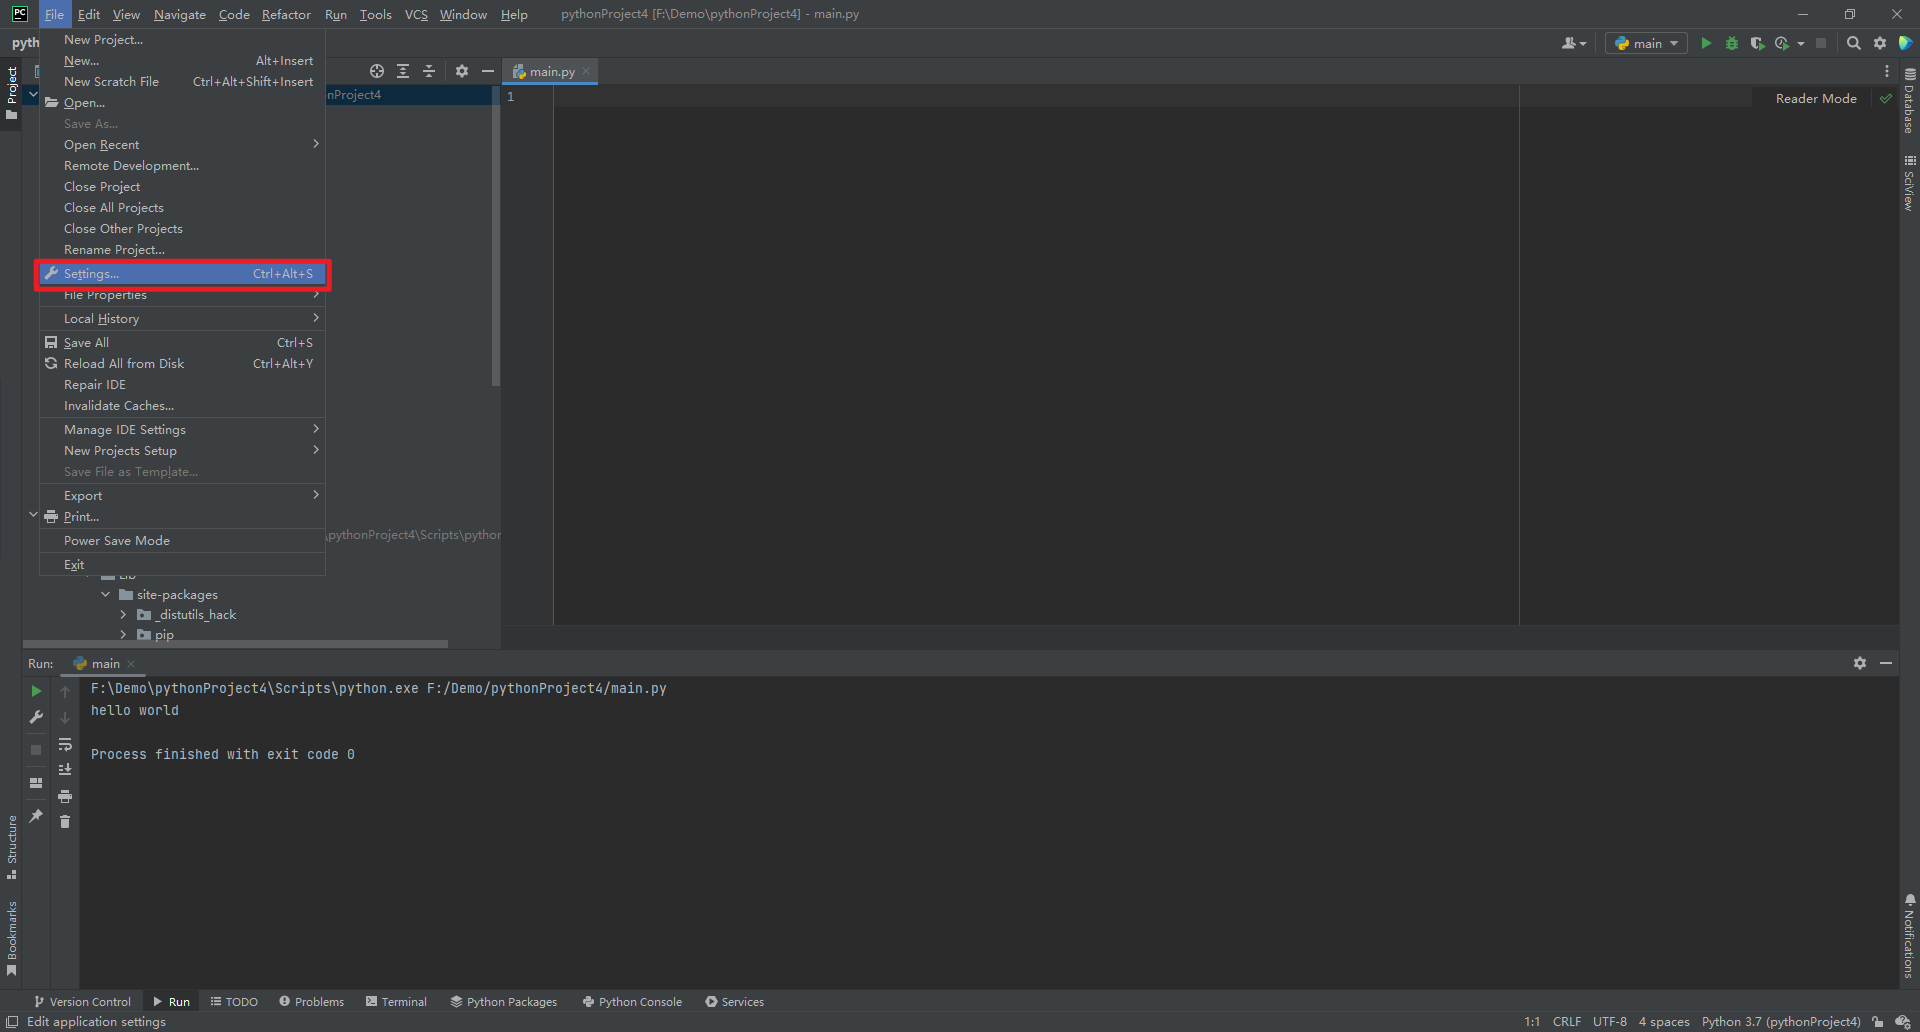 PC File Edit View Navigate Code Refactor Run Tools VCS Window Help pythonProject4 [F:\Demo\pythonProject4] - main.py
pyth
main
New Project...
New... Alt+Insert
New Scratch File Ctrl+Alt+Shift+Insert
Open...
Save As...
Open Recent
Remote Development...
Close Project
Close All Projects
Close Other Projects
Rename Project...
Settings... Ctrl+Alt+S
File Properties
Local History
Save All Ctrl+S
Reload All from Disk Ctrl+Alt+Y
Repair IDE
Invalidate Caches...
Manage IDE Settings
New Projects Setup
Save File as Template...
Export
Print...
Power Save Mode
Exit
Project
nProject4
\pythonProject4\Scripts\python
Lib
site-packages
_distutils_hack
pip
main.py
1
Reader Mode
Database
SciView
Notifications
Run: main
F:\Demo\pythonProject4\Scripts\python.exe F:/Demo/pythonProject4/main.py
hello world
Process finished with exit code 0
Structure
Bookmarks
Version Control Run TODO Problems Terminal Python Packages Python Console Services
Edit application settings 1:1 CRLF UTF-8 4 spaces Python 3.7 (pythonProject4)